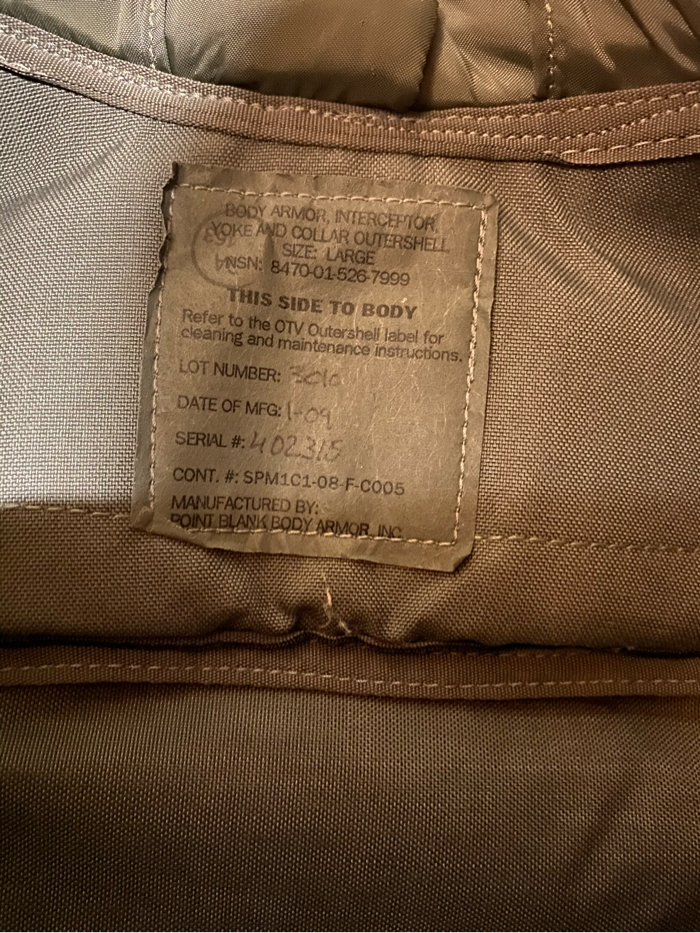 BODY ARMOR, INTERCEPTOR,
YOKE AND COLLAR OUTERSHELL
SIZE: LARGE
NSN: 8470-01-526-7999
THIS SIDE TO BODY
Refer to the OTV Outershell label for
cleaning and maintenance instructions.
LOT NUMBER: 3010
DATE OF MFG: 1-09
SERIAL #: 402315
CONT. #: SPM1C1-08-F-C005
MANUFACTURED BY:
POINT BLANK BODY ARMOR, INC